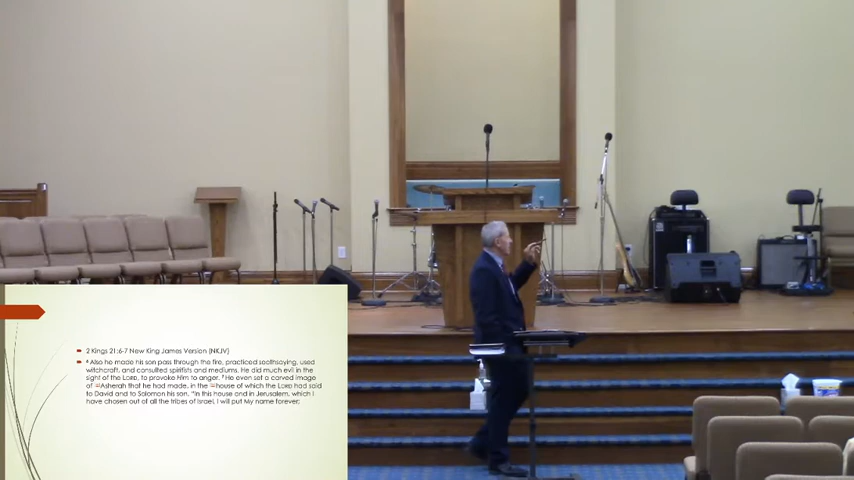 2 Kings 21:6-7 New King James Version (NKJV)
6 Also he made his son pass through the fire, practiced soothsaying, used
witchcraft, and consulted spiritists and mediums. He did much evil in the
sight of the Lord, to provoke Him to anger. 7 He even set a carved image
of Asherah that he had made, in the house of which the Lord had said
to David and to Solomon his son, "In this house and in Jerusalem, which I
have chosen out of all the tribes of Israel, I will put My name forever;